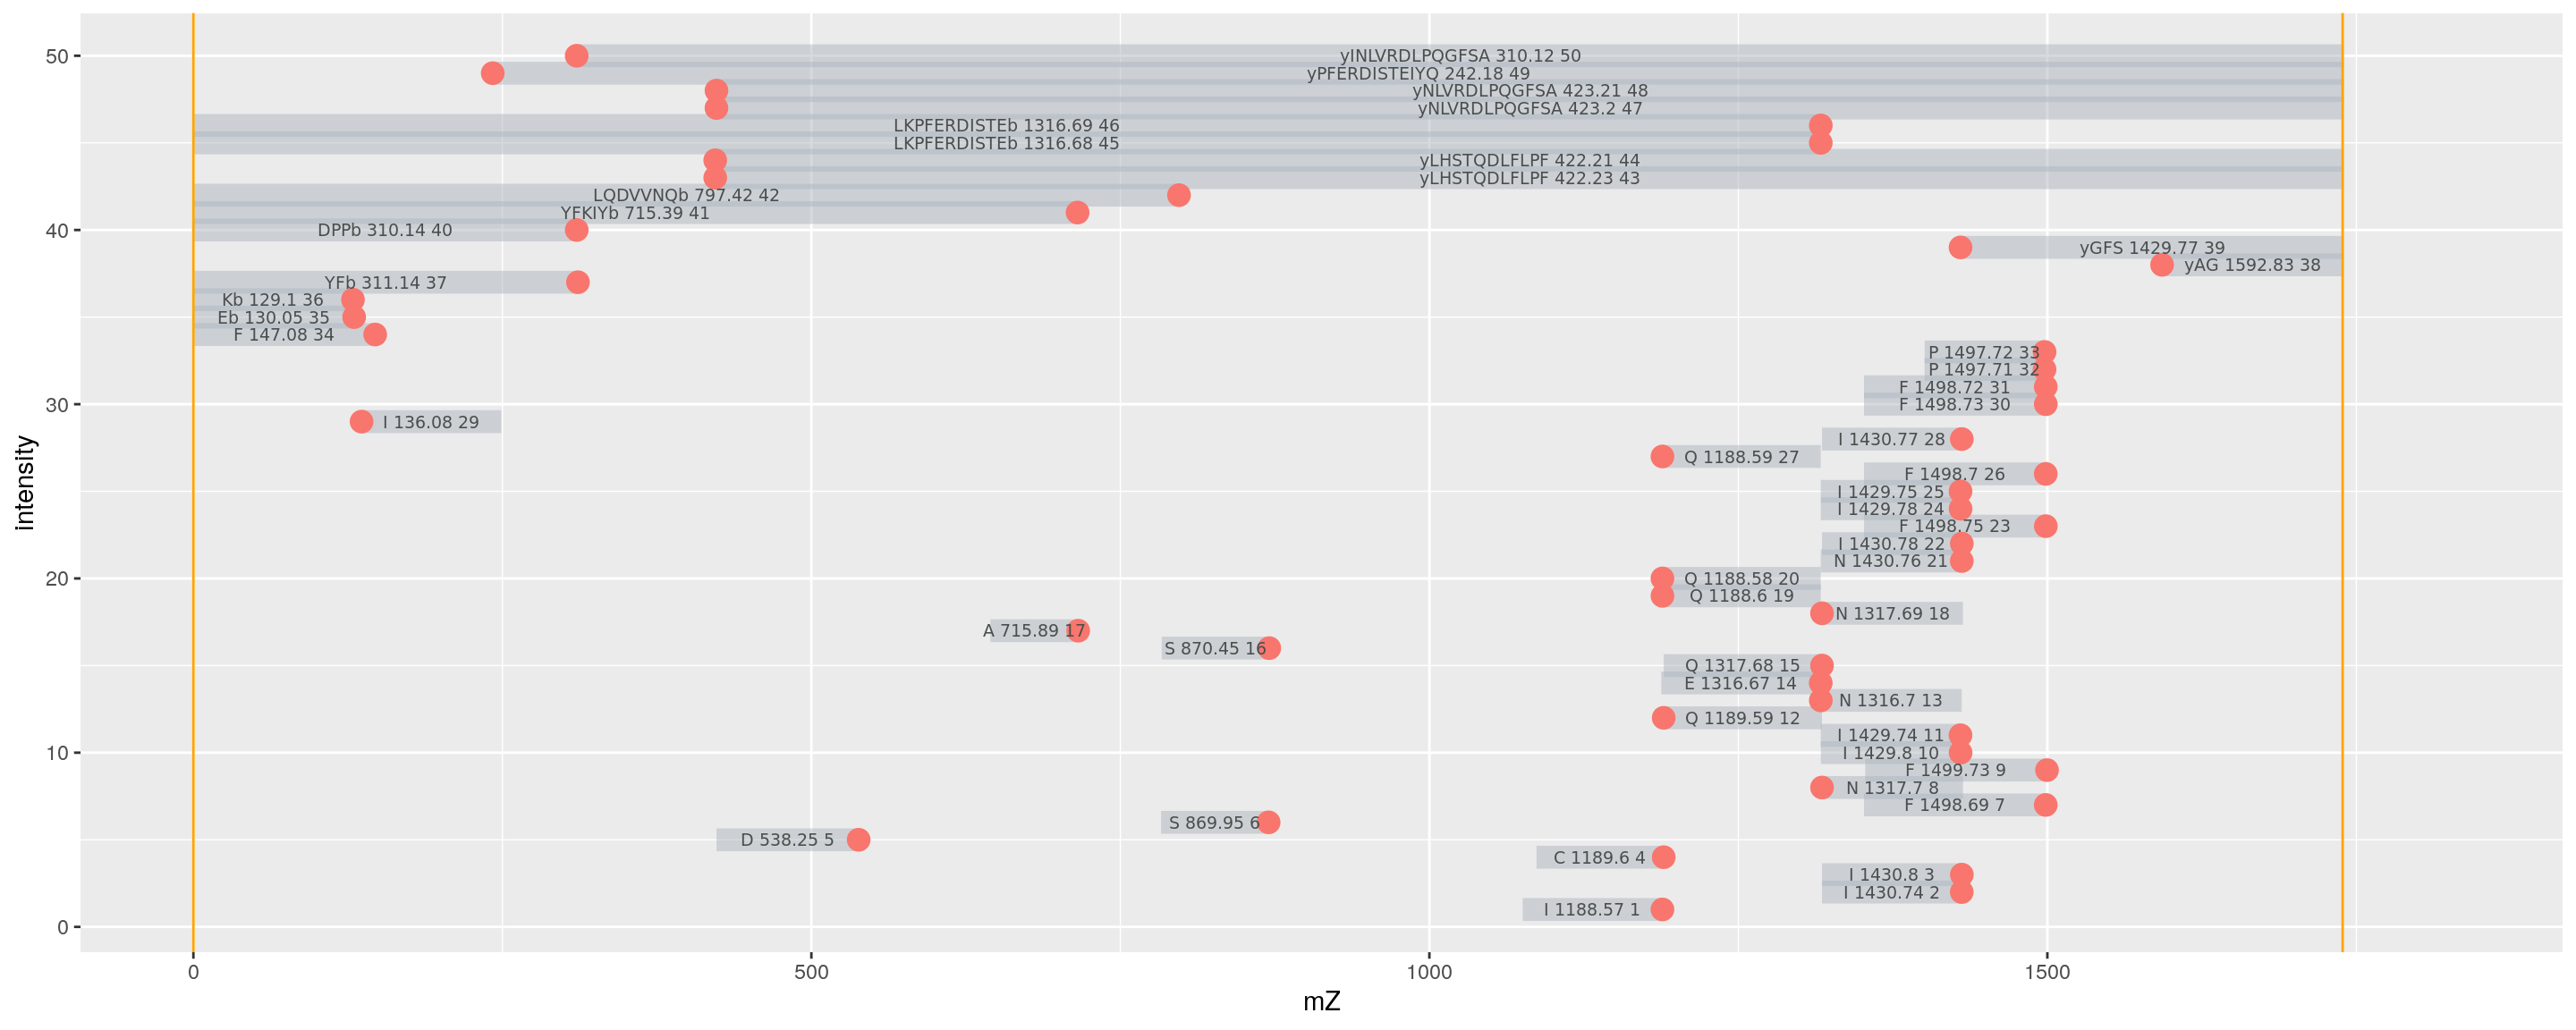 50
yINLVRDLPQGFSA 310.12 50
yPFERDISTEIYQ 242.18 49
yNLVRDLPQGFSA 423.21 48
yNLVRDLPQGFSA 423.2 47
LKPFERDISTEb 1316.69 46
LKPFERDISTEb 1316.68 45
yLHSTQDLFLPF 422.21 44
yLHSTQDLFLPF 422.23 43
LQDVVNQb 797.42 42
YFKIYb 715.39 41
40
DPPb 310.14 40
yGFS 1429.77 39
yAG 1592.83 38
YFb 311.14 37
Kb 129.1 36
Eb 130.05 35
F 147.08 34
P 1497.72 33
P 1497.71 32
F 1498.72 31
30
F 1498.73 30
I 136.08 29
I 1430.77 28
Q 1188.59 27
F 1498.7 26
I 1429.75 25
I 1429.78 24
F 1498.75 23
I 1430.78 22
N 1430.76 21
20
Q 1188.58 20
Q 1188.6 19
N 1317.69 18
A 715.89 17
S 870.45 16
Q 1317.68 15
E 1316.67 14
N 1316.7 13
Q 1189.59 12
I 1429.74 11
10
I 1429.8 10
F 1499.73 9
N 1317.7 8
F 1498.69 7
S 869.95 6
D 538.25 5
C 1189.6 4
I 1430.8 3
I 1430.74 2
I 1188.57 1
0
intensity
0 500 1000 1500
mZ